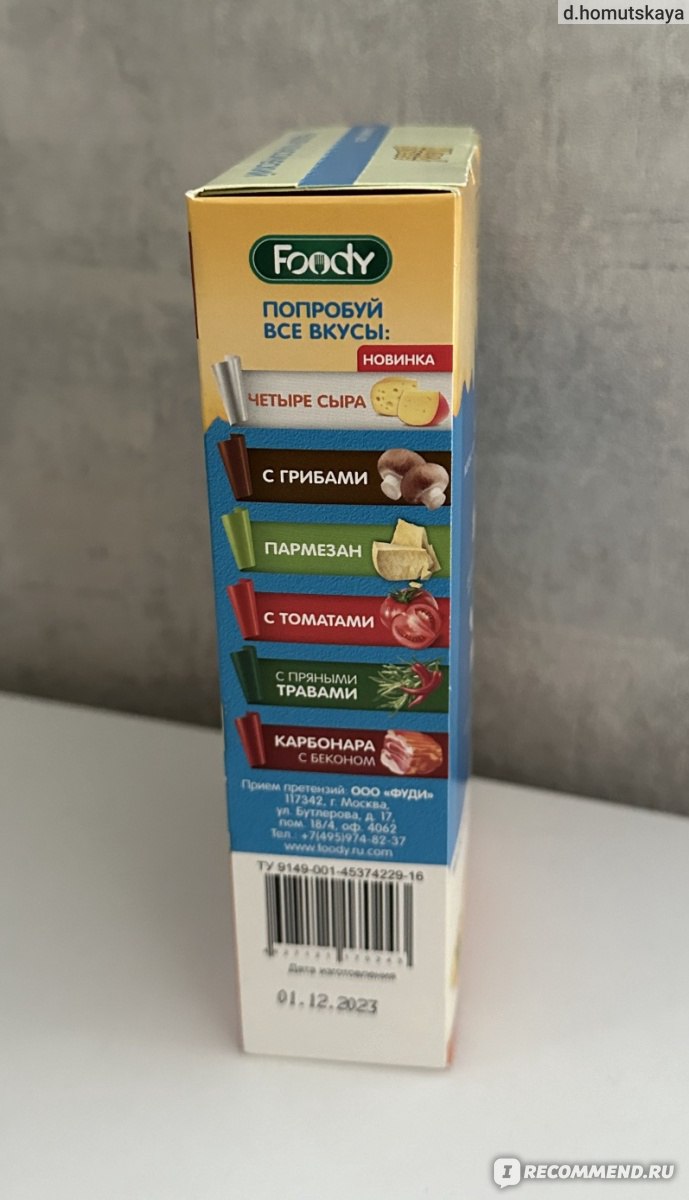 d.homutskaya
Foody
ПОПРОБУЙ
ВСЕ ВКУСЫ:
НОВИНКА
ЧЕТЫРЕ СЫРА
С ГРИБАМИ
ПАРМЕЗАН
С ТОМАТАМИ
С ПРЯНЫМИ
ТРАВАМИ
КАРБОНАРА
С БЕКОНОМ
Прием претензий: ООО «ФУДИ»
117342, г. Москва,
ул. Бутлерова, д. 17,
пом. 18/4, оф. 4062
Тел.: +7(495)974-82-37
www.foody.ru.com
ТУ 9149-001-45374229-16
Дата изготовления
01.12.2023
I RECOMMEND.RU